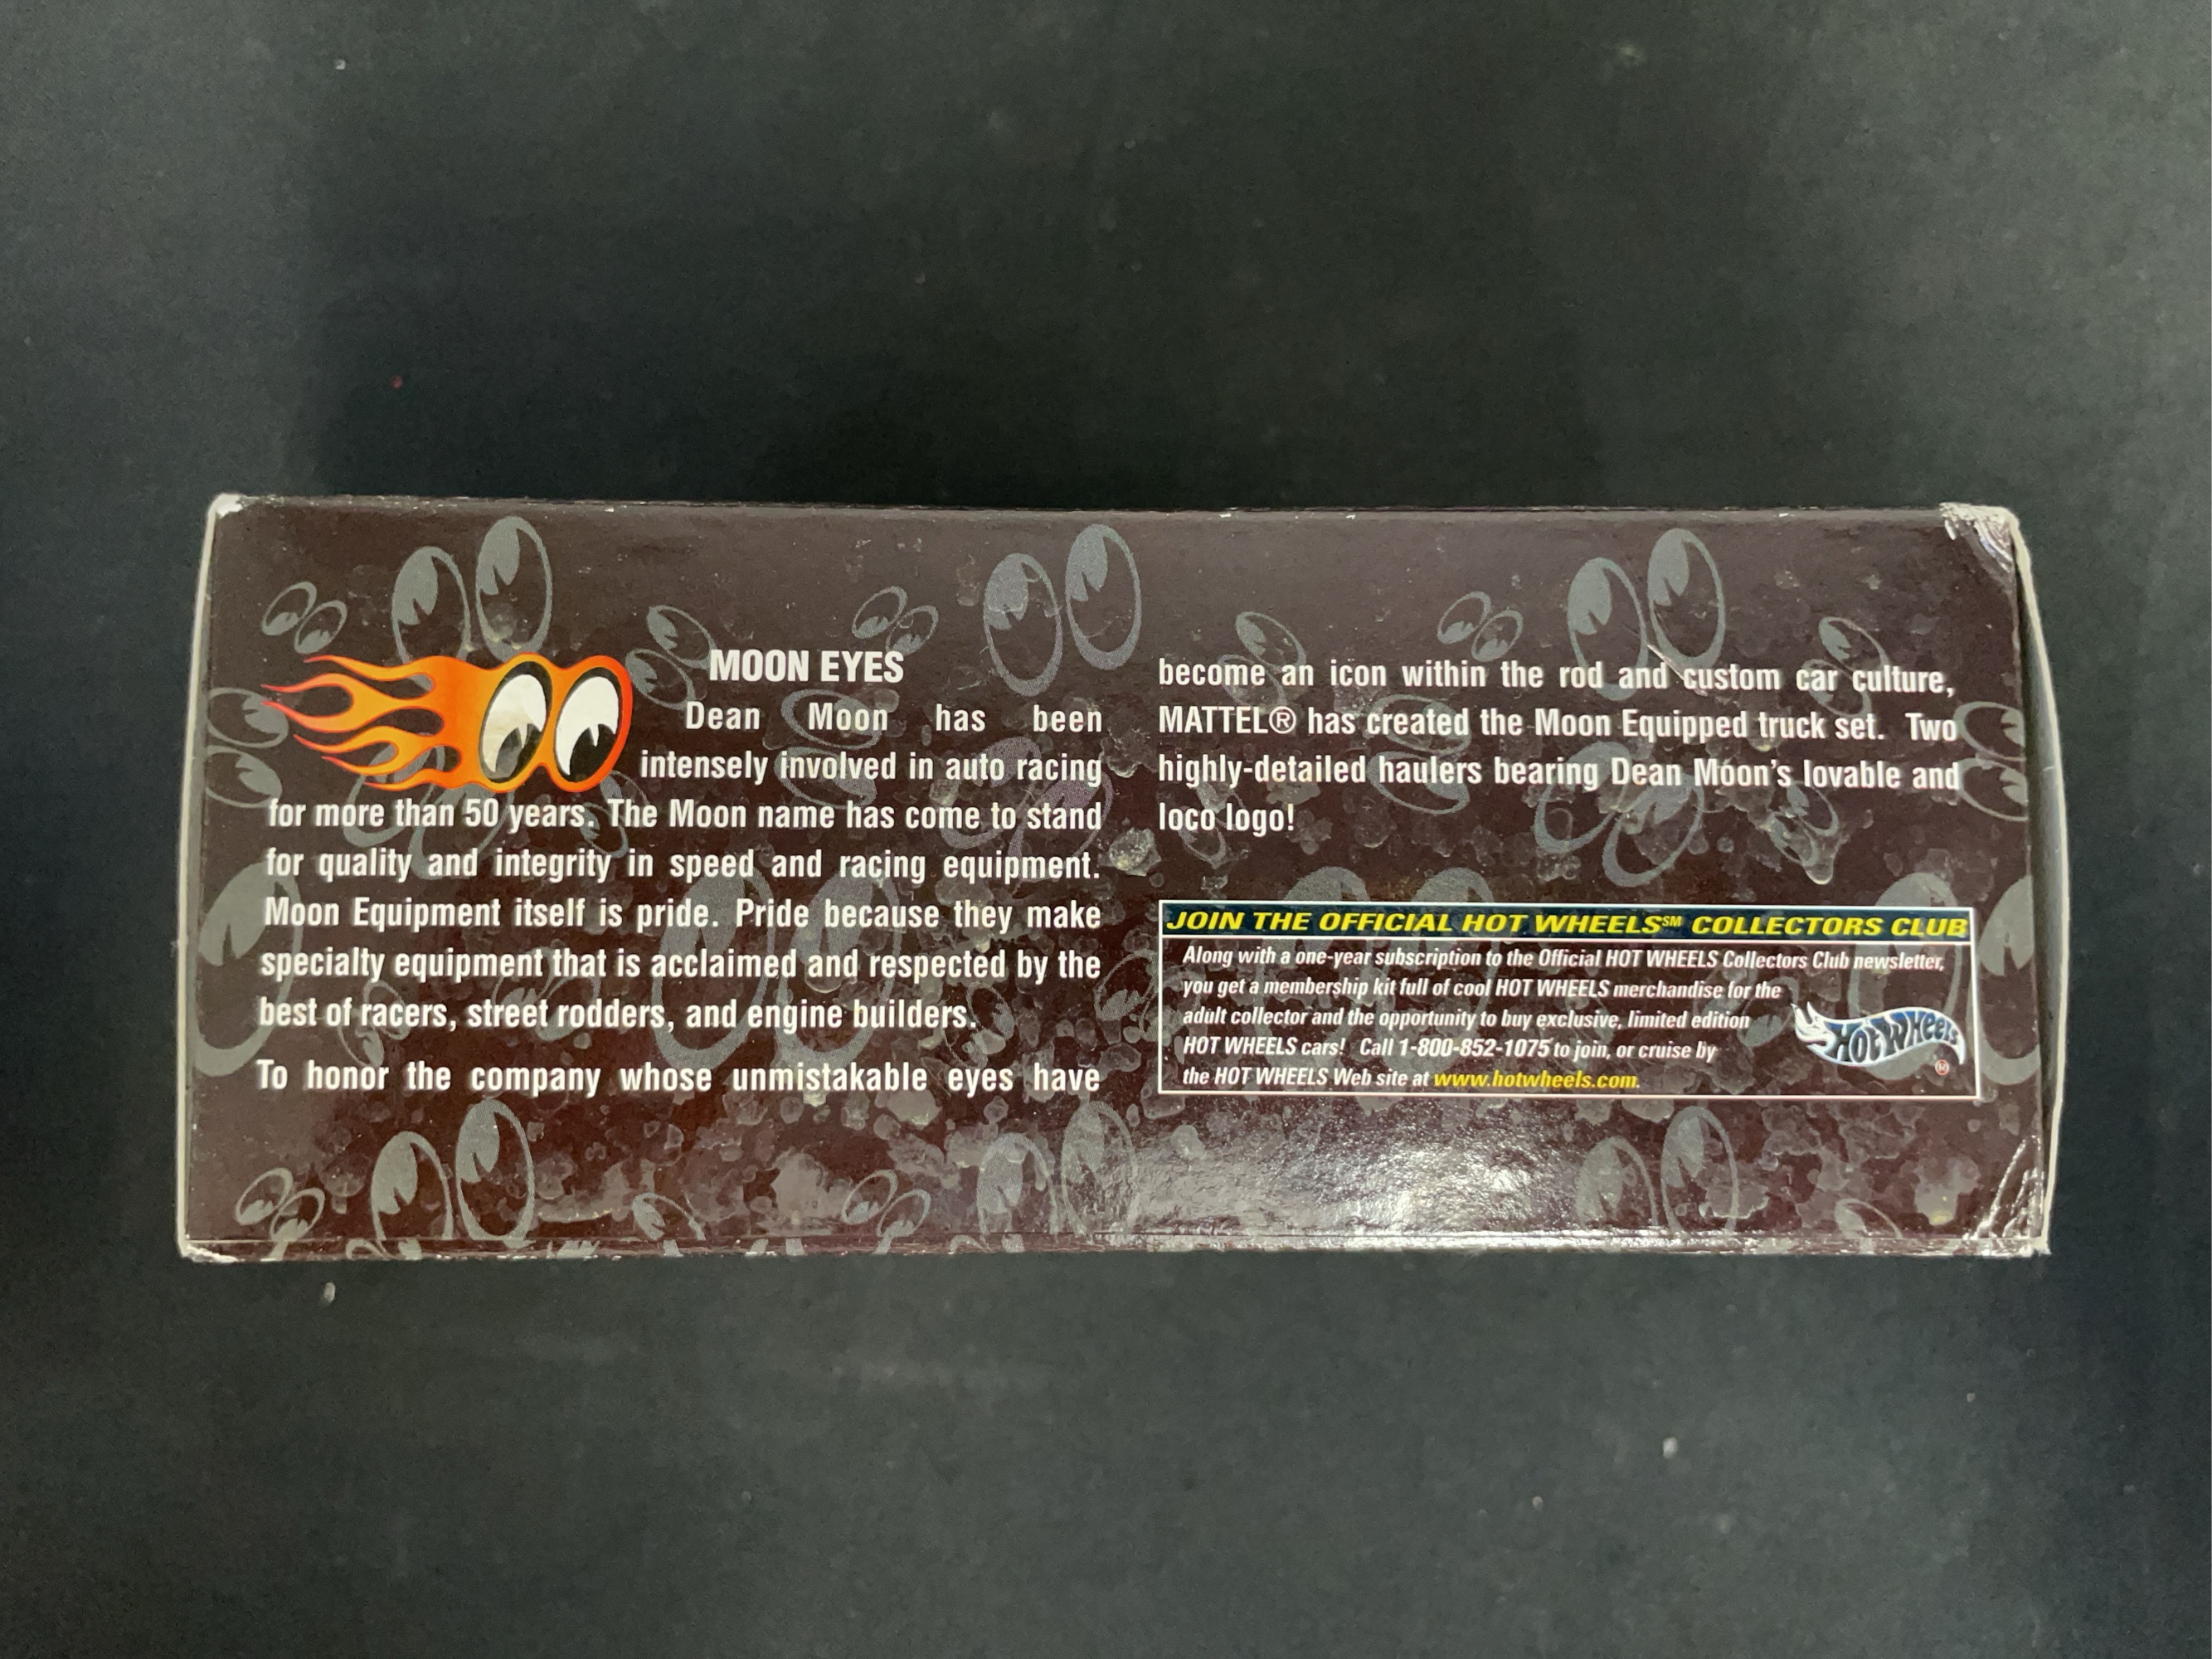 MOON EYES
Dean Moon has been
intensely involved in auto racing
for more than 50 years. The Moon name has come to stand
for quality and integrity in speed and racing equipment.
Moon Equipment itself is pride. Pride because they make
specialty equipment that is acclaimed and respected by the
best of racers, street rodders, and engine builders.
To honor the company whose unmistakable eyes have
become an icon within the rod and custom car culture,
MATTEL® has created the Moon Equipped truck set. Two
highly-detailed haulers bearing Dean Moon's lovable and
loco logo!
JOIN THE OFFICIAL HOT WHEELS℠ COLLECTORS CLUB
Along with a one-year subscription to the Official HOT WHEELS Collectors Club newsletter,
you get a membership kit full of cool HOT WHEELS merchandise for the
adult collector and the opportunity to buy exclusive, limited edition
HOT WHEELS cars! Call 1-800-852-1075 to join, or cruise by
the HOT WHEELS Web site at www.hotwheels.com.
HOT WHEELS ®